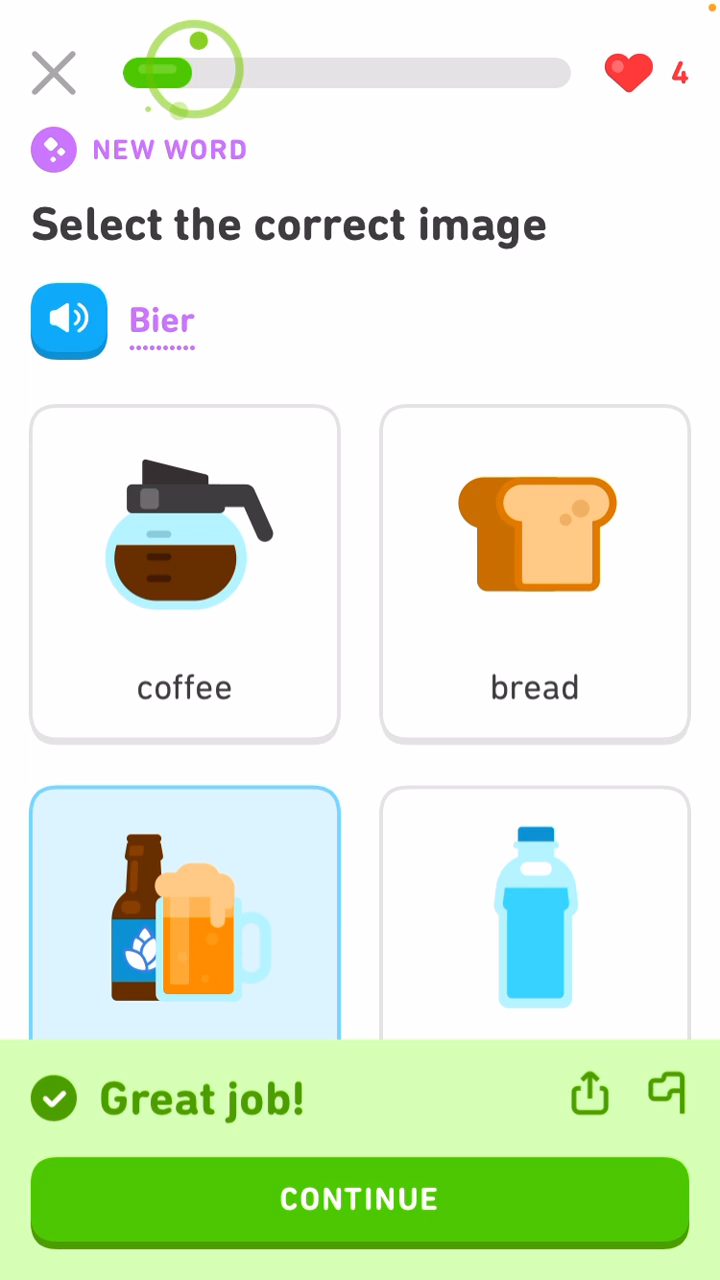 4
NEW WORD
Select the correct image
Bier
coffee
bread
Great job!
CONTINUE